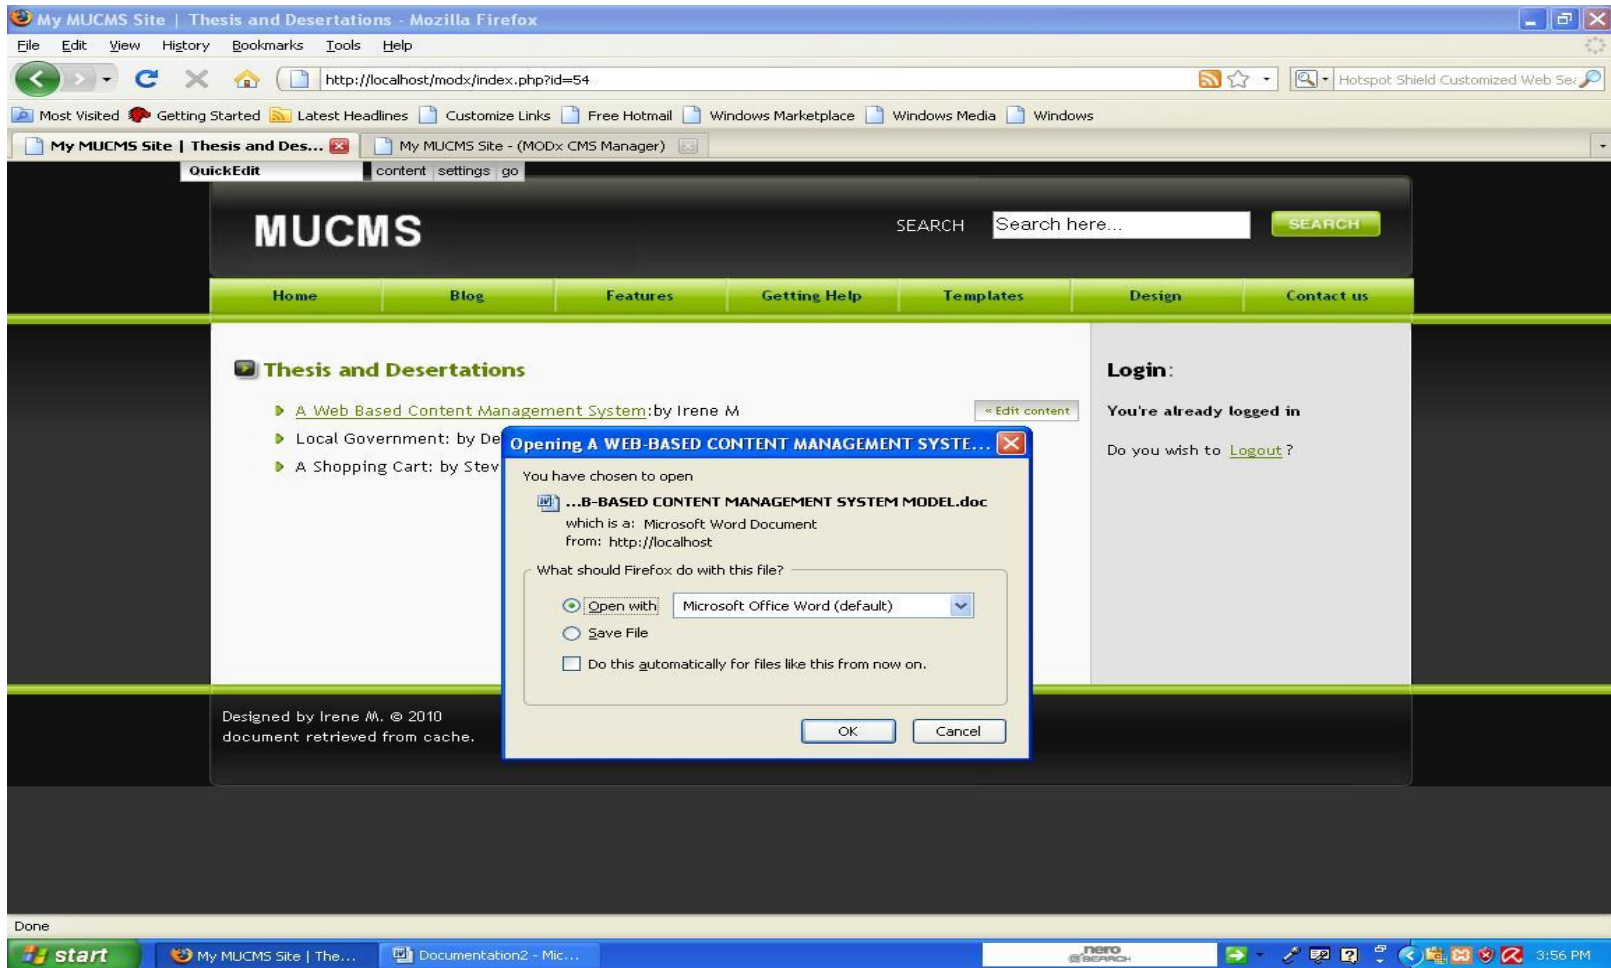 My MUCMS Site | Thesis and Desertations - Mozilla Firefox
File Edit View History Bookmarks Tools Help
http://localhost/modx/index.php?id=54
Hotspot Shield Customized Web Sea
Most Visited Getting Started Latest Headlines Customize Links Free Hotmail Windows Marketplace Windows Media Windows
My MUCMS Site | Thesis and Des... My MUCMS Site - (MODx CMS Manager)
QuickEdit content settings go
MUCMS SEARCH Search here... SEARCH
Home Blog Features Getting Help Templates Design Contact us
Thesis and Desertations
A Web Based Content Management System:by Irene M
« Edit content
Local Government: by De
A Shopping Cart: by Stev
Login:
You're already logged in
Do you wish to Logout?
Opening A WEB-BASED CONTENT MANAGEMENT SYSTE...
You have chosen to open
...B-BASED CONTENT MANAGEMENT SYSTEM MODEL.doc
which is a: Microsoft Word Document
from: http://localhost
What should Firefox do with this file?
Open with Microsoft Office Word (default)
Save File
Do this automatically for files like this from now on.
OK Cancel
Designed by Irene M. © 2010
document retrieved from cache.
Done
start My MUCMS Site | The... Documentation2 - Mic... nero SEARCH 3:56 PM